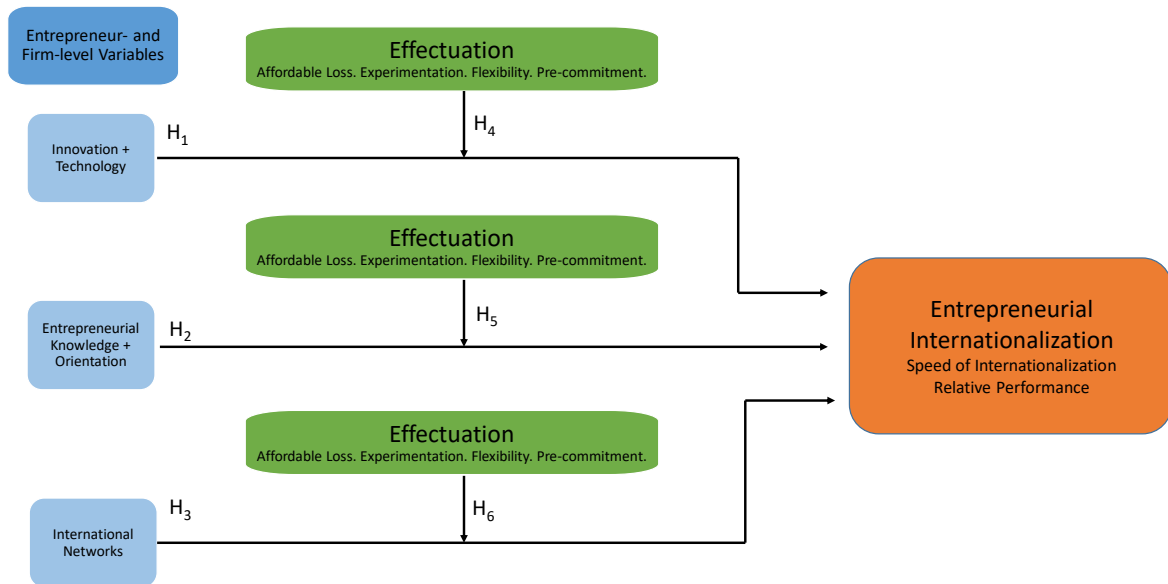 Entrepreneur- and
Firm-level Variables
Effectuation
Affordable Loss. Experimentation. Flexibility. Pre-commitment.
H1
H4
Innovation +
Technology
Effectuation
Affordable Loss. Experimentation. Flexibility. Pre-commitment.
H2
H5
Entrepreneurial
Knowledge +
Orientation
Entrepreneurial
Internationalization
Speed of Internationalization
Relative Performance
Effectuation
Affordable Loss. Experimentation. Flexibility. Pre-commitment.
H3
H6
International
Networks